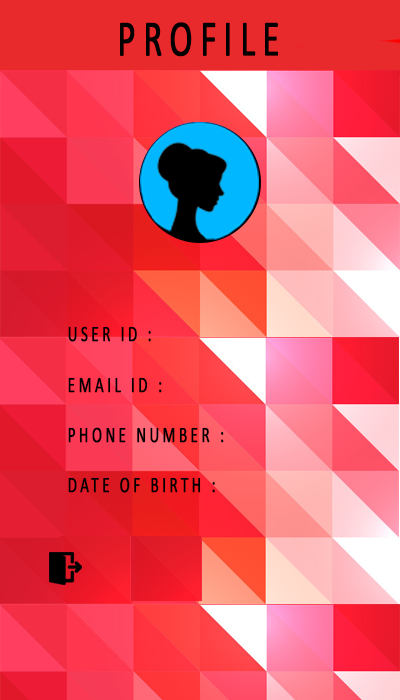 PROFILE
USER ID :
EMAIL ID :
PHONE NUMBER :
DATE OF BIRTH :